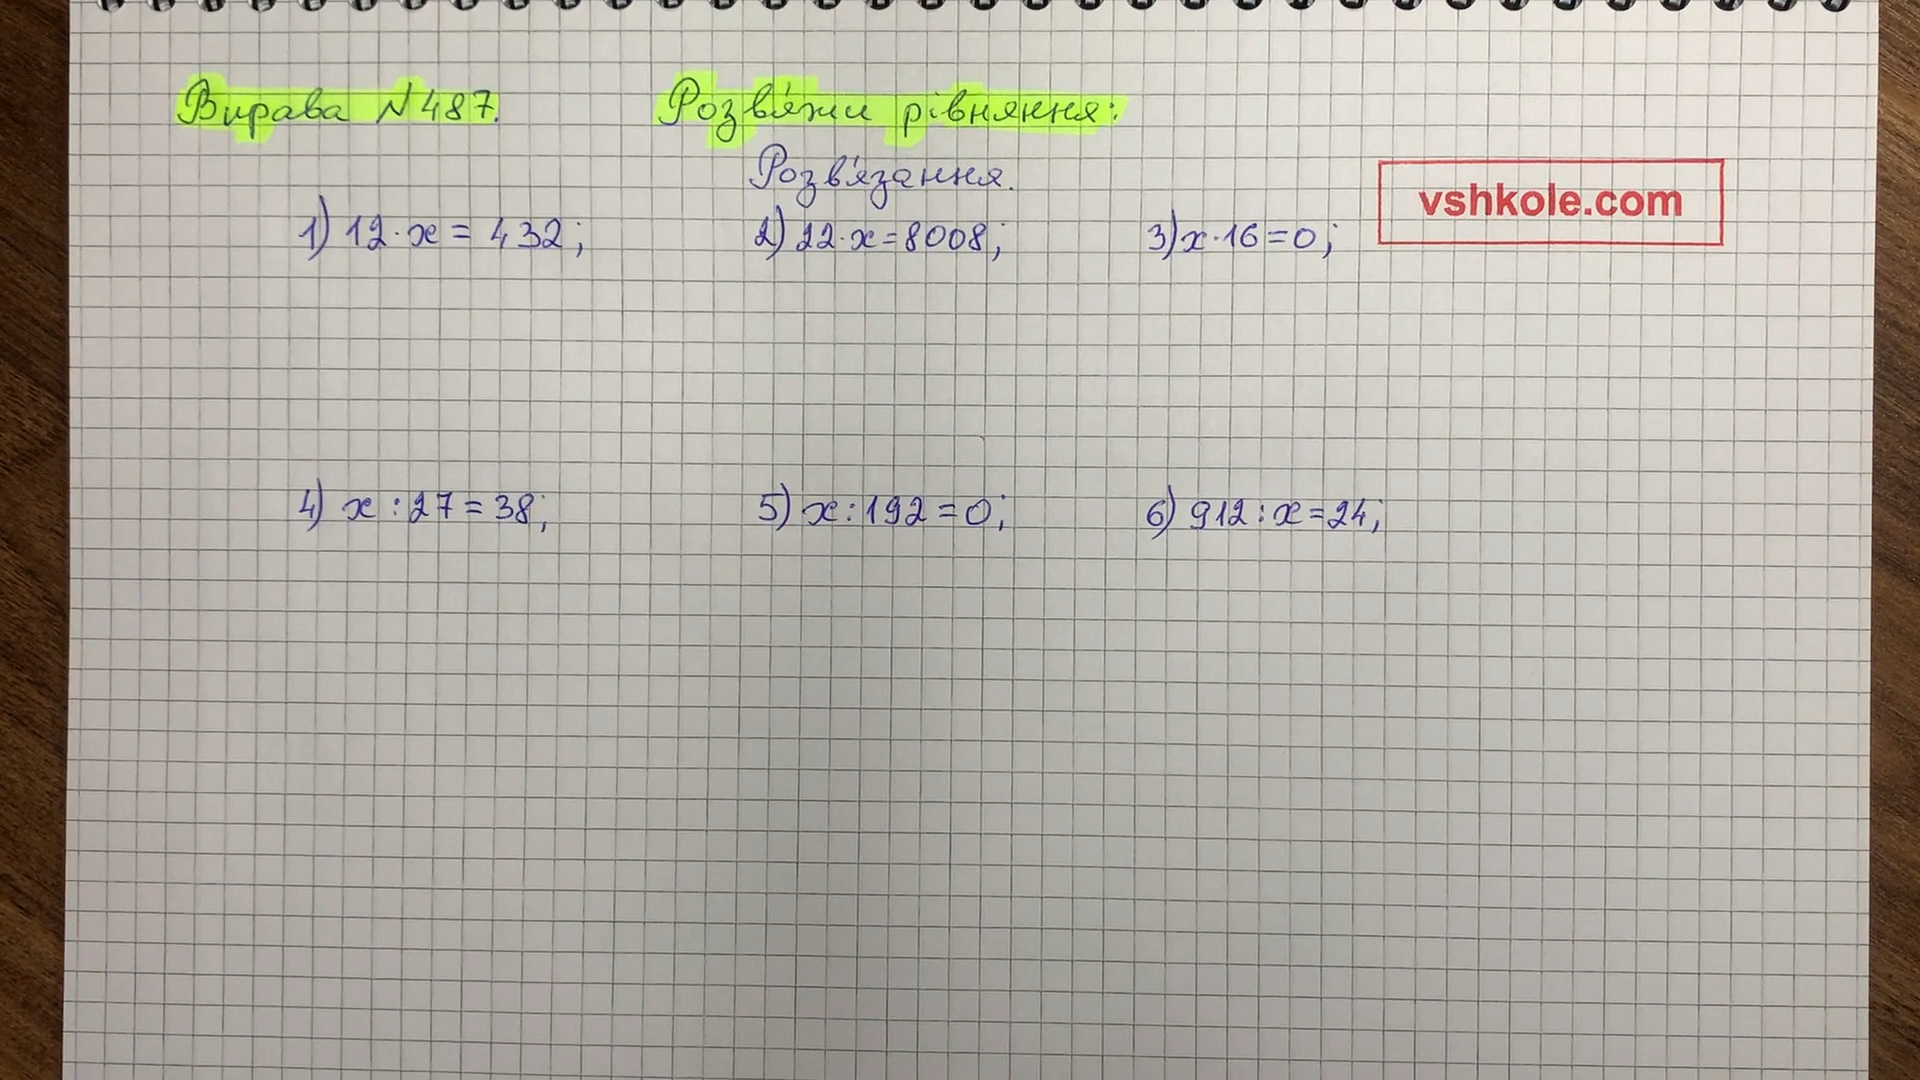 Вправа №487. Розв'яжи рівняння:
Розв'язання.
vshkole.com
1) 12·x = 432; 2) 22·x=8008; 3) x·16=0;
4) x:27=38; 5) x:192=0; 6) 912:x=24;